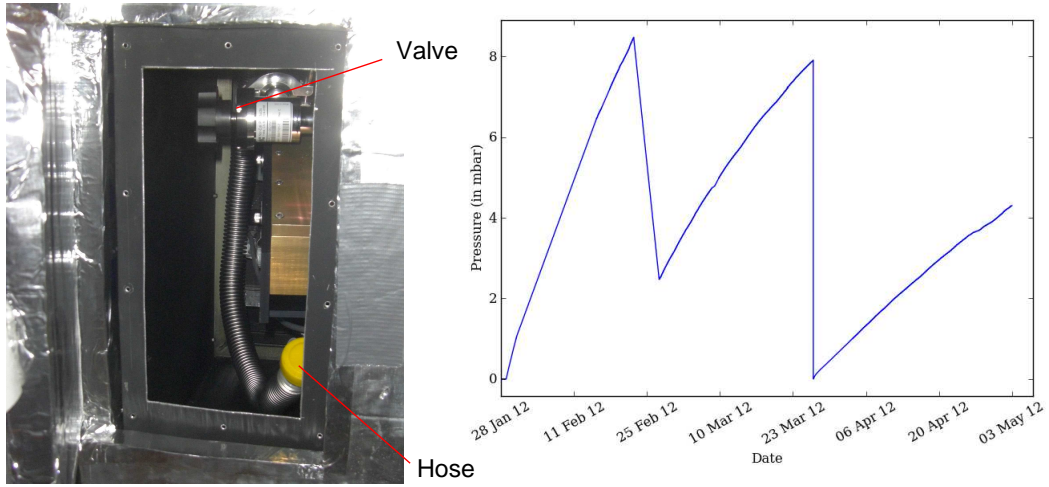 Valve
Hose
8
6
4
2
0
Pressure (in mbar)
28 Jan 12
11 Feb 12
25 Feb 12
10 Mar 12
23 Mar 12
06 Apr 12
20 Apr 12
03 May 12
Date